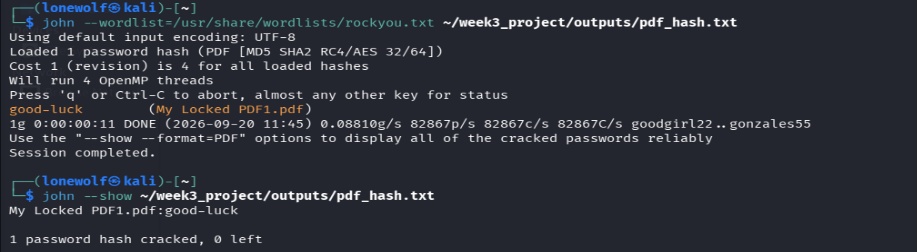 ┌──(lonewolf㉿kali)-[~]
└─$ john --wordlist=/usr/share/wordlists/rockyou.txt ~/week3_project/outputs/pdf_hash.txt
Using default input encoding: UTF-8
Loaded 1 password hash (PDF [MD5 SHA2 RC4/AES 32/64])
Cost 1 (revision) is 4 for all loaded hashes
Will run 4 OpenMP threads
Press 'q' or Ctrl-C to abort, almost any other key for status
good-luck        (My Locked PDF1.pdf)
1g 0:00:00:11 DONE (2026-09-20 11:45) 0.08810g/s 82867p/s 82867c/s 82867C/s goodgirl22..gonzales55
Use the "--show --format=PDF" options to display all of the cracked passwords reliably
Session completed.
┌──(lonewolf㉿kali)-[~]
└─$ john --show ~/week3_project/outputs/pdf_hash.txt
My Locked PDF1.pdf:good-luck
1 password hash cracked, 0 left